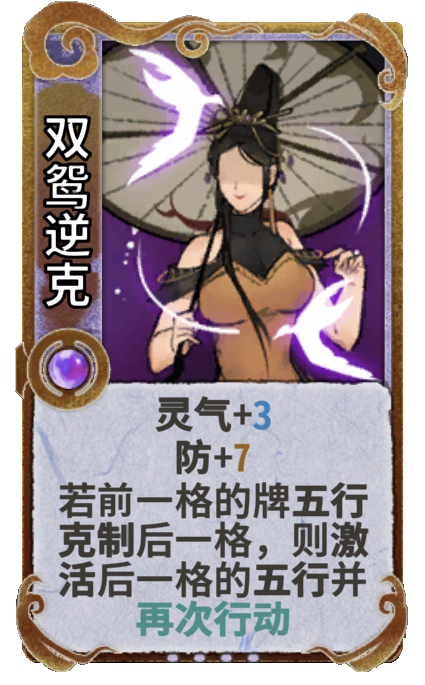 双鸳逆克
灵气+3
防+7
若前一格的牌五行
克制后一格，则激
活后一格的五行并
再次行动